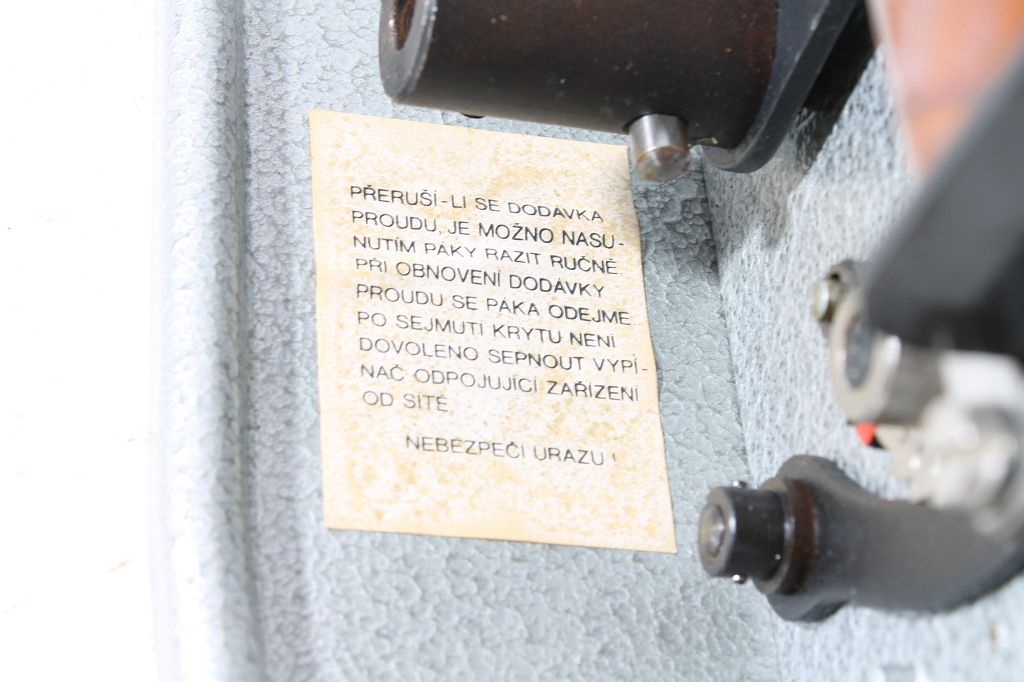 PŘERUŠÍ-LI SE DODÁVKA
PROUDU, JE MOŽNO NASU-
NUTÍM PÁKY RAZIT RUČNĚ.
PŘI OBNOVENÍ DODÁVKY
PROUDU SE PÁKA ODEJME.
PO SEJMUTÍ KRYTU NENÍ
DOVOLENO SEPNOUT VYPÍ-
NAČ ODPOJUJÍCÍ ZAŘÍZENÍ
OD SÍTĚ.
NEBEZPEČÍ ÚRAZU !